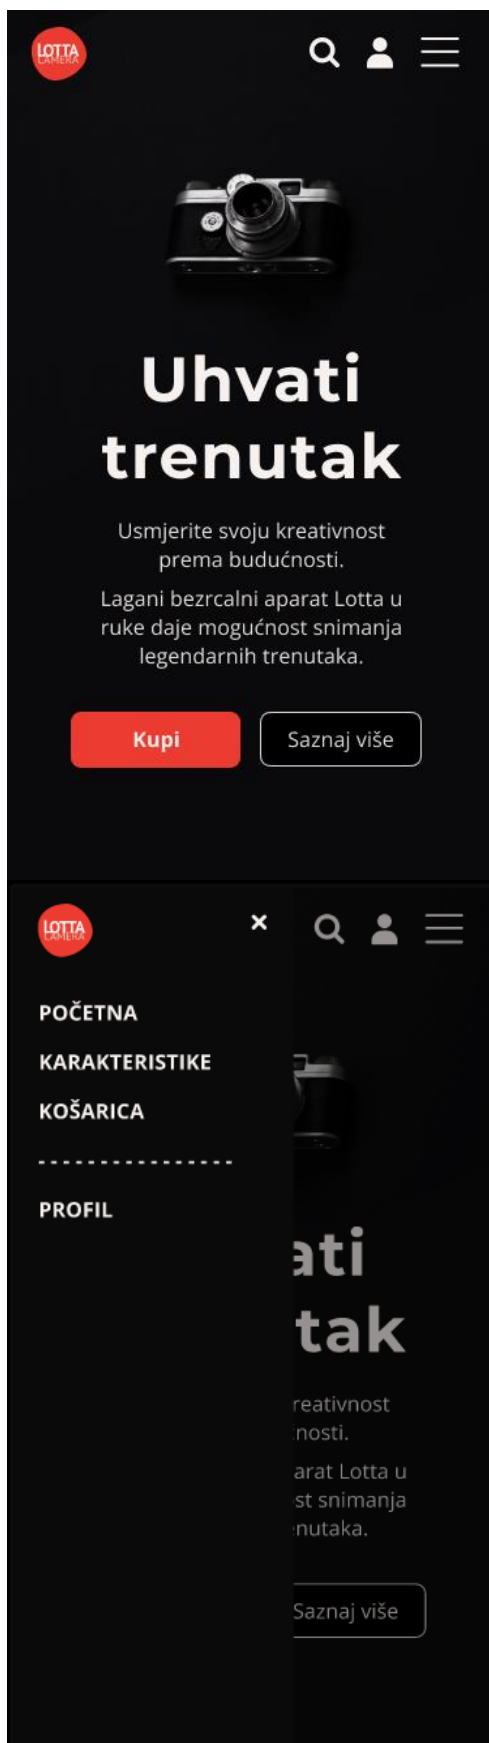 LOTTA
CAMERA
Uhvati
trenutak
Usmjerite svoju kreativnost
prema budućnosti.
Lagani bezrcalni aparat Lotta u
ruke daje mogućnost snimanja
legendarnih trenutaka.
Kupi
Saznaj više
LOTTA
CAMERA
POČETNA
KARAKTERISTIKE
KOŠARICA
PROFIL
ati
tak
reativnost
nosti.
arat Lotta u
st snimanja
enutaka.
Saznaj više